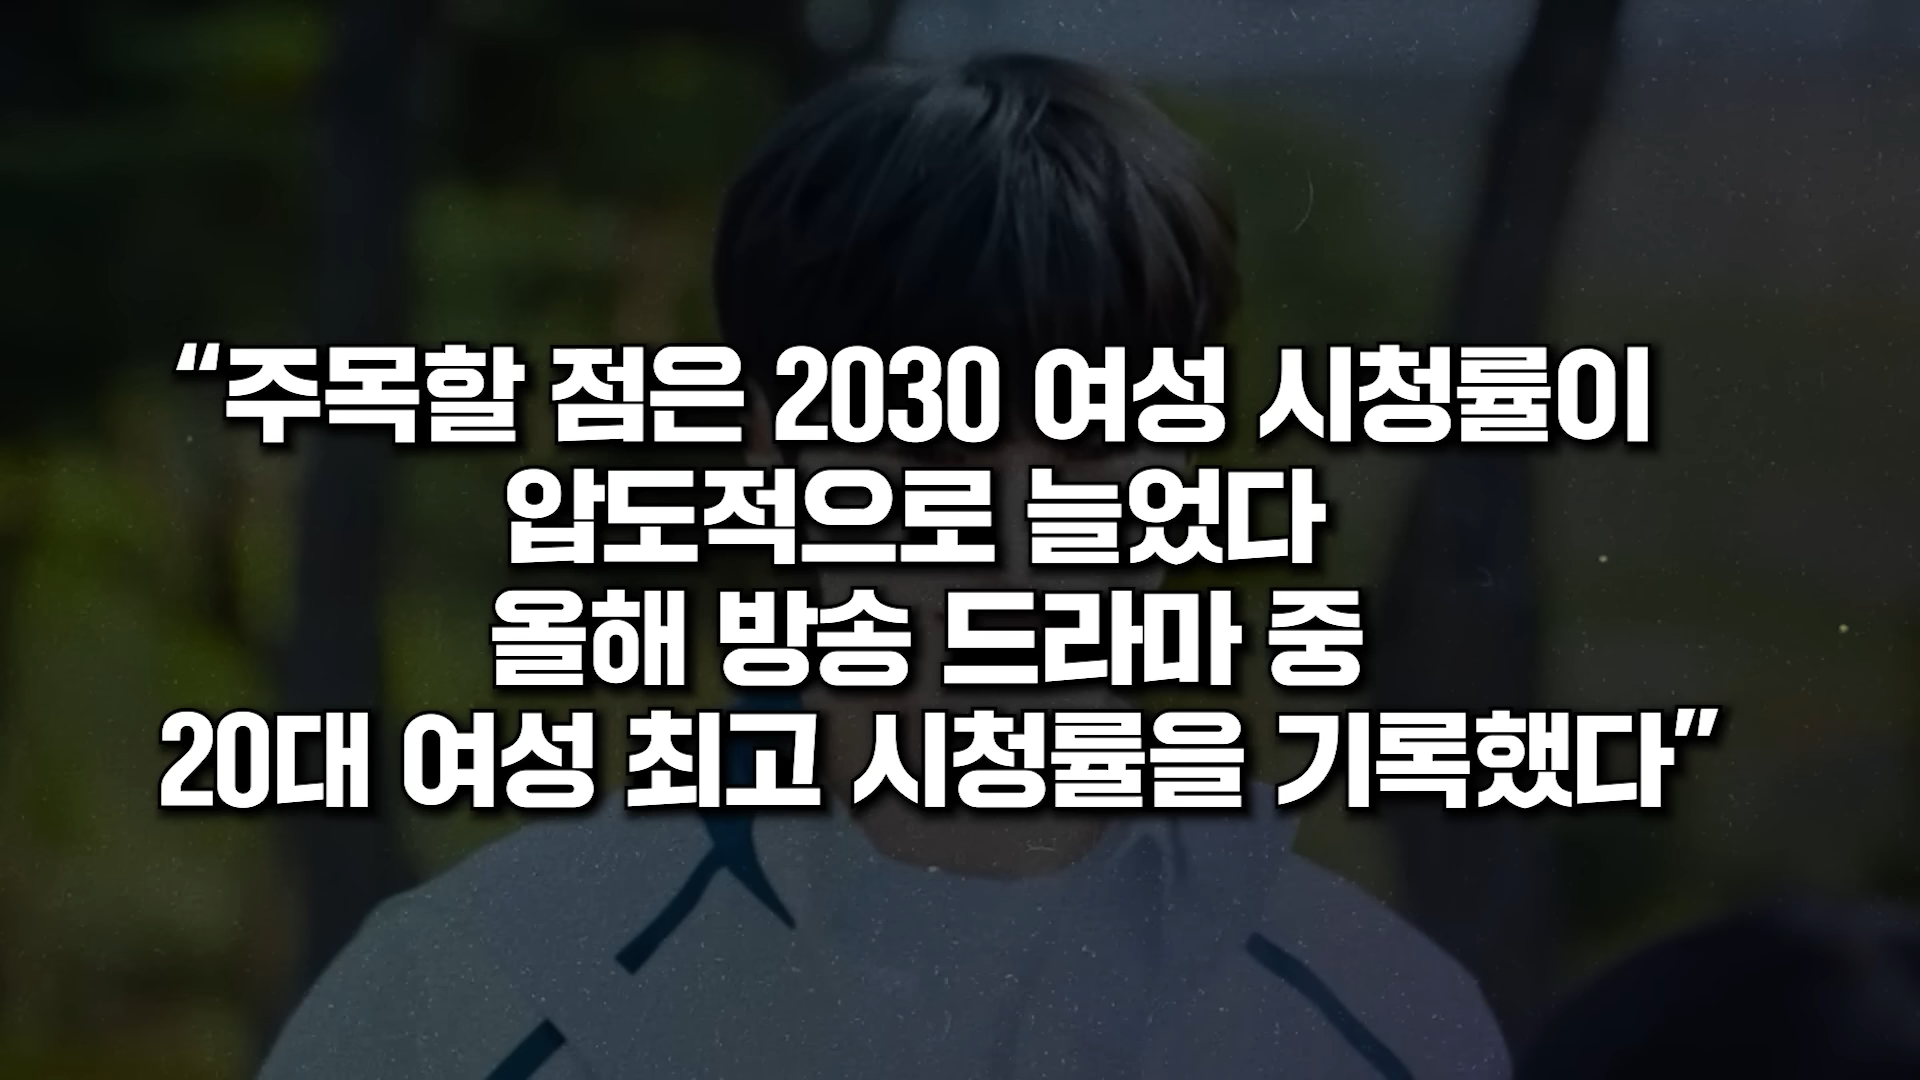 “주목할 점은 2030 여성 시청률이
압도적으로 늘었다
올해 방송 드라마 중
20대 여성 최고 시청률을 기록했다”